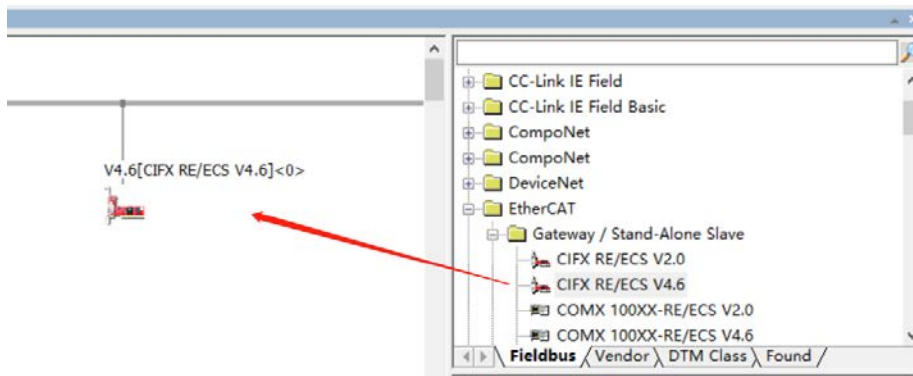 V4.6[CIFX RE/ECS V4.6]<0>
CC-Link IE Field
CC-Link IE Field Basic
CompoNet
CompoNet
DeviceNet
EtherCAT
Gateway / Stand-Alone Slave
CIFX RE/ECS V2.0
CIFX RE/ECS V4.6
COMX 100XX-RE/ECS V2.0
COMX 100XX-RE/ECS V4.6
Fieldbus Vendor DTM Class Found